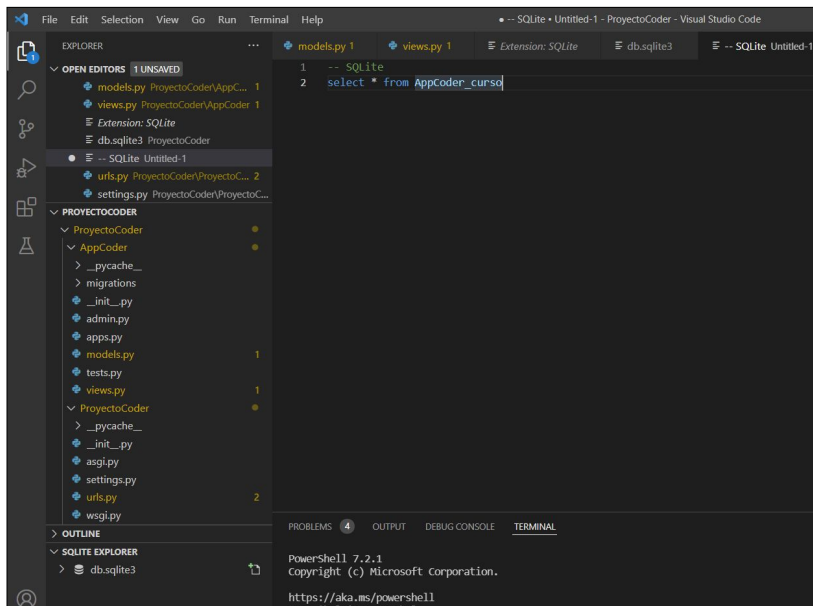 File Edit Selection View Go Run Terminal Help
● -- SQLite • Untitled-1 - ProyectoCoder - Visual Studio Code
EXPLORER ...
models.py 1 views.py 1 Extension: SQLite db.sqlite3 -- SQLite Untitled-1
1
OPEN EDITORS 1 UNSAVED
models.py ProyectoCoder\AppC... 1
views.py ProyectoCoder\AppCoder 1
Extension: SQLite
db.sqlite3 ProyectoCoder
● -- SQLite Untitled-1
urls.py ProyectoCoder\ProyectoC... 2
settings.py ProyectoCoder\ProyectoC...
1 -- SQLite
2 select * from AppCoder_curso
PROYECTOCODER
ProyectoCoder
AppCoder
> __pycache__
> migrations
__init__.py
admin.py
apps.py
models.py 1
tests.py
views.py 1
ProyectoCoder
> __pycache__
__init__.py
asgi.py
settings.py
urls.py 2
wsgi.py
> OUTLINE
SQLITE EXPLORER
> db.sqlite3
PROBLEMS 4 OUTPUT DEBUG CONSOLE TERMINAL
PowerShell 7.2.1
Copyright (c) Microsoft Corporation.
https://aka.ms/powershell